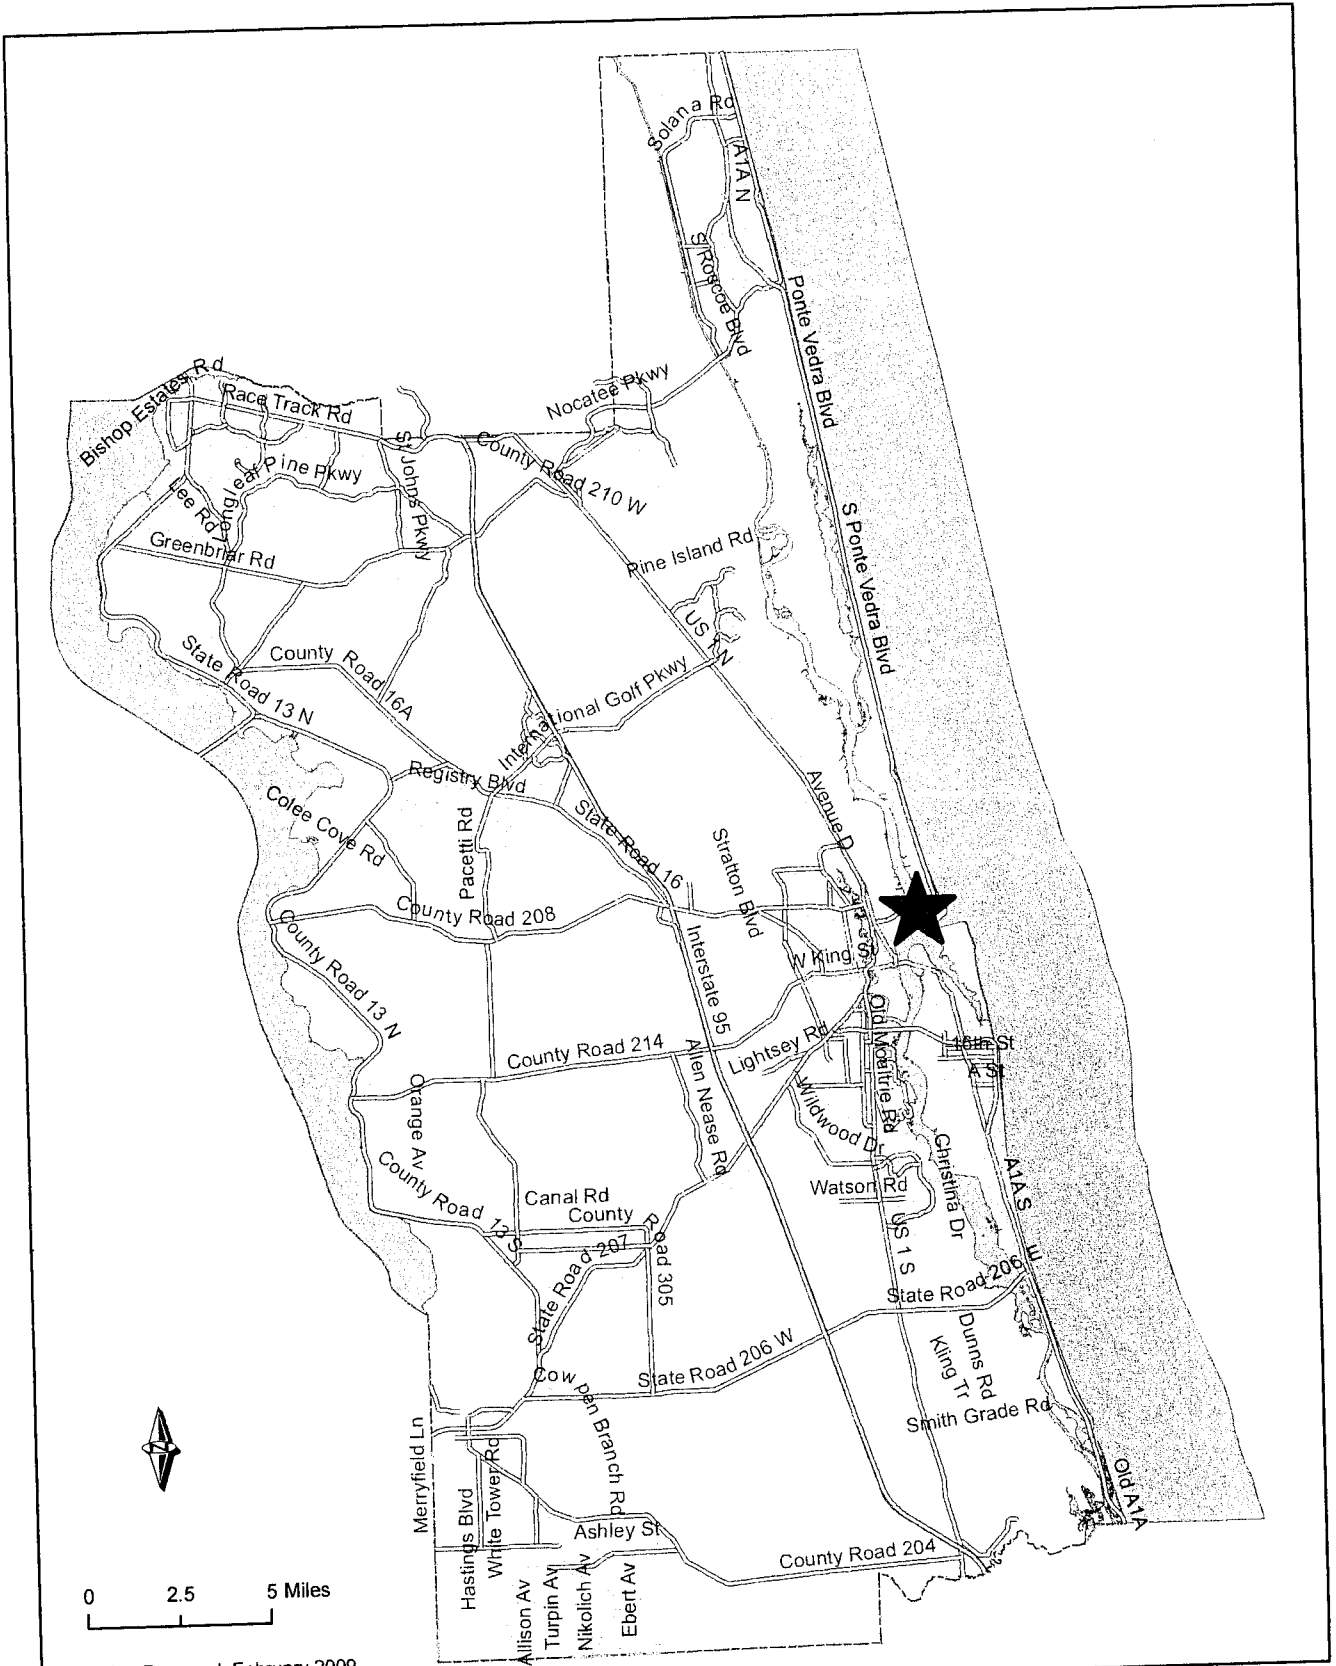 Solana Rd
A1A N
S Roscoe Blvd
Ponte Vedra Blvd
Bishop Estates Rd
Race Track Rd
Nocatee Pkwy
St Johns Pkwy
County Road 210 W
Longleaf Pine Pkwy
Lee Rd
Greenbriar Rd
S Ponte Vedra Blvd
Pine Island Rd
US 1 N
State Road 13 N
County Road 16A
International Golf Pkwy
Registry Blvd
Colee Cove Rd
Pacetti Rd
State Road 16
Avenue D
Stratton Blvd
County Road 208
County Road 13 N
Interstate 95
W King St
Old Moultrie Rd
16th St
A St
County Road 214
Lightsey Rd
Allen Nease Rd
Orange Av
Wildwood Dr
Christina Dr
Watson Rd
A1A S
County Road 13 S
Canal Rd
County Road 305
State Road 207
US 1 S
State Road 206 E
Dunns Rd
Kling Tr
State Road 206 W
Cowpen Branch Rd
Smith Grade Rd
Merryfield Ln
Hastings Blvd
White Tower Rd
Old A1A
Ashley St
County Road 204
Allison Av
Turpin Av
Nikolich Av
Ebert Av
N
0 2.5 5 Miles
February 2009